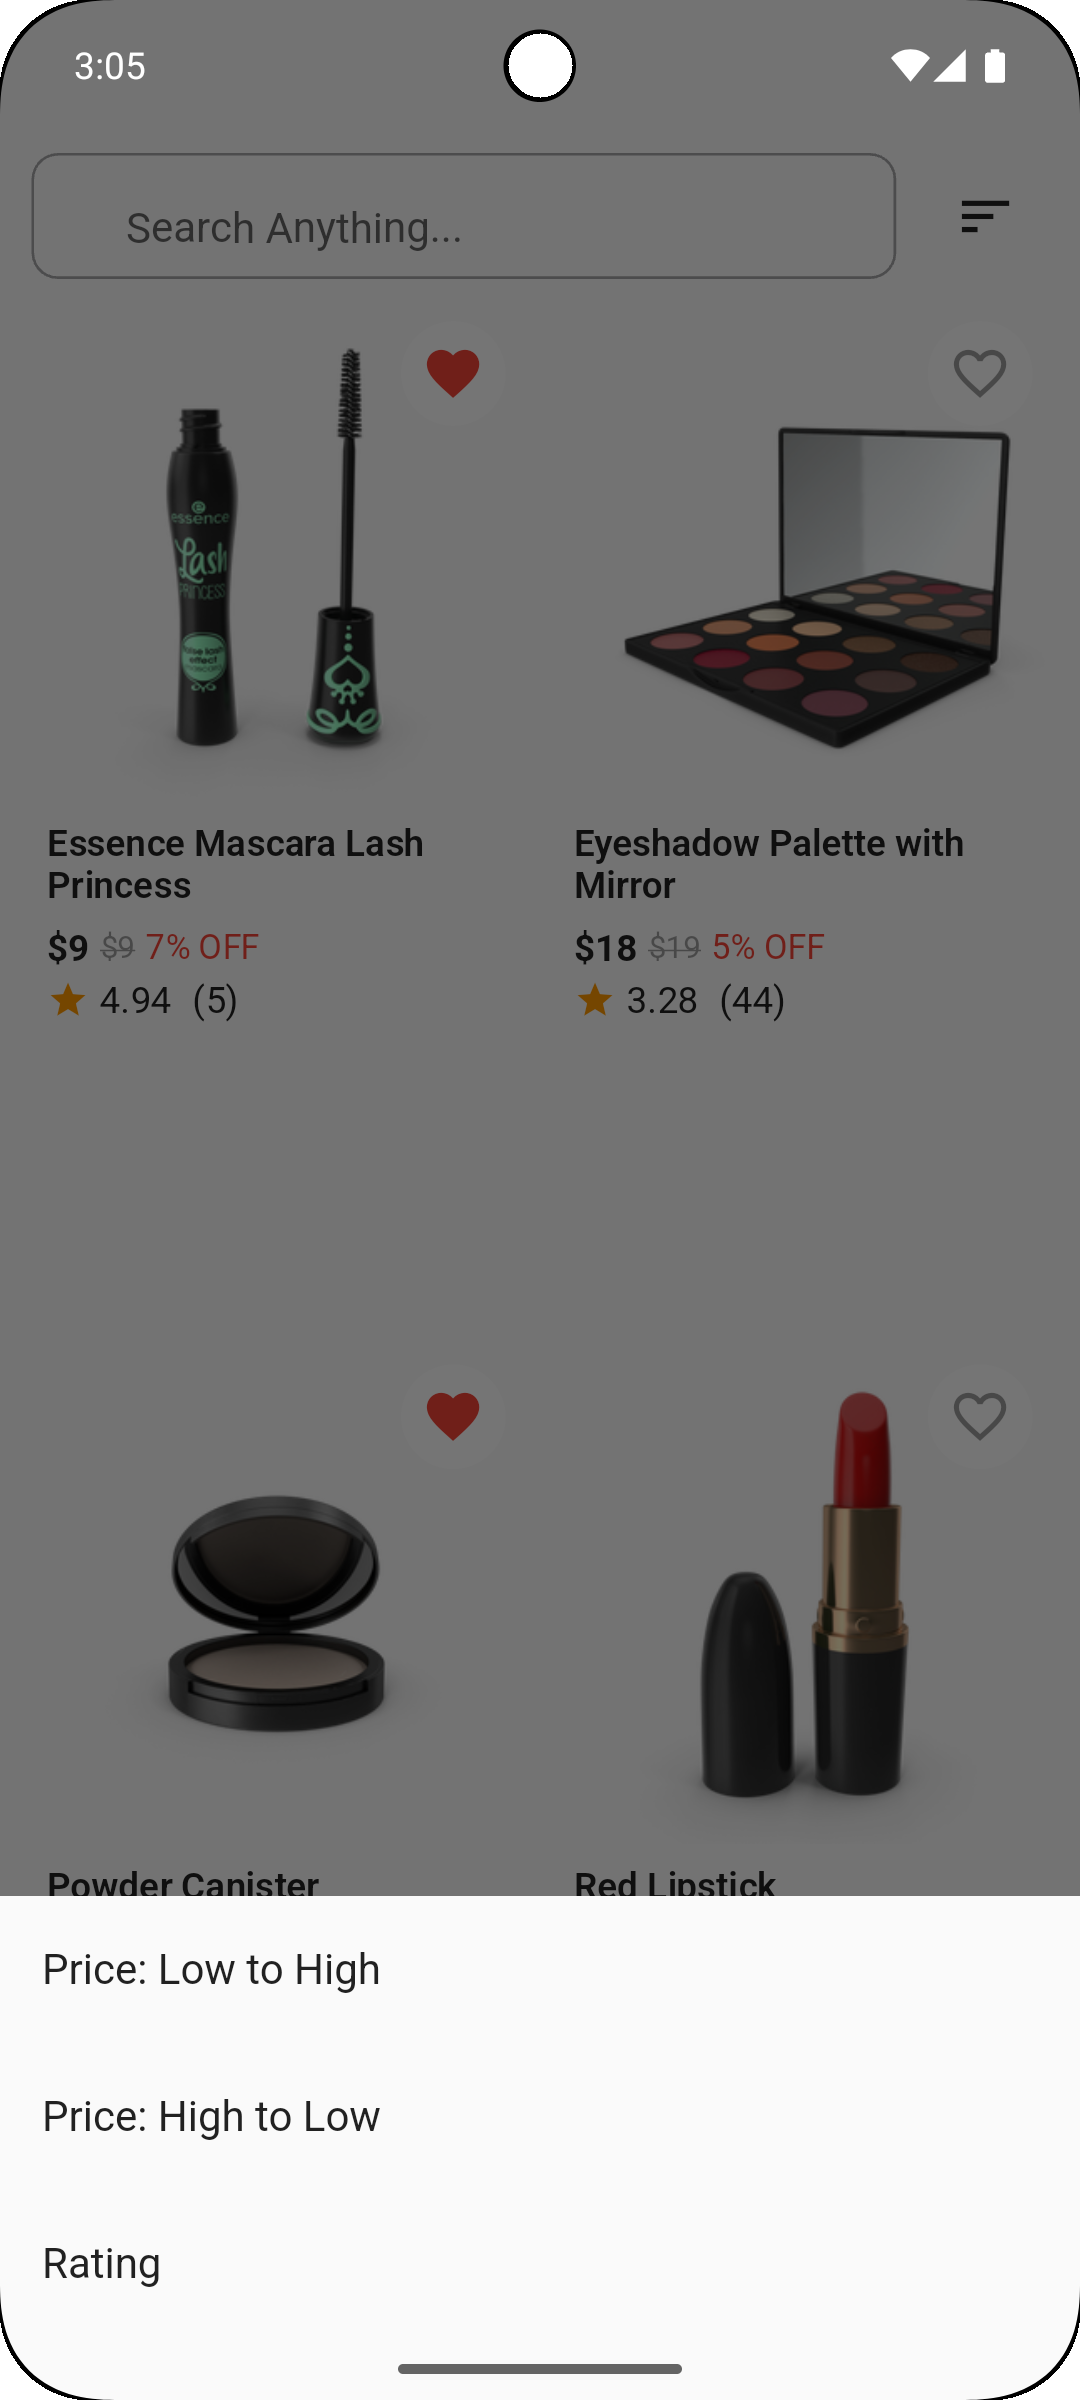 3:05
Search Anything...
essence
Lash
PRINCESS
false lash
effect
mascara
Essence Mascara Lash
Princess
Eyeshadow Palette with
Mirror
$9 $9 7% OFF
$18 $19 5% OFF
4.94 (5)
3.28 (44)
Powder Canister
Red Lipstick
Price: Low to High
Price: High to Low
Rating